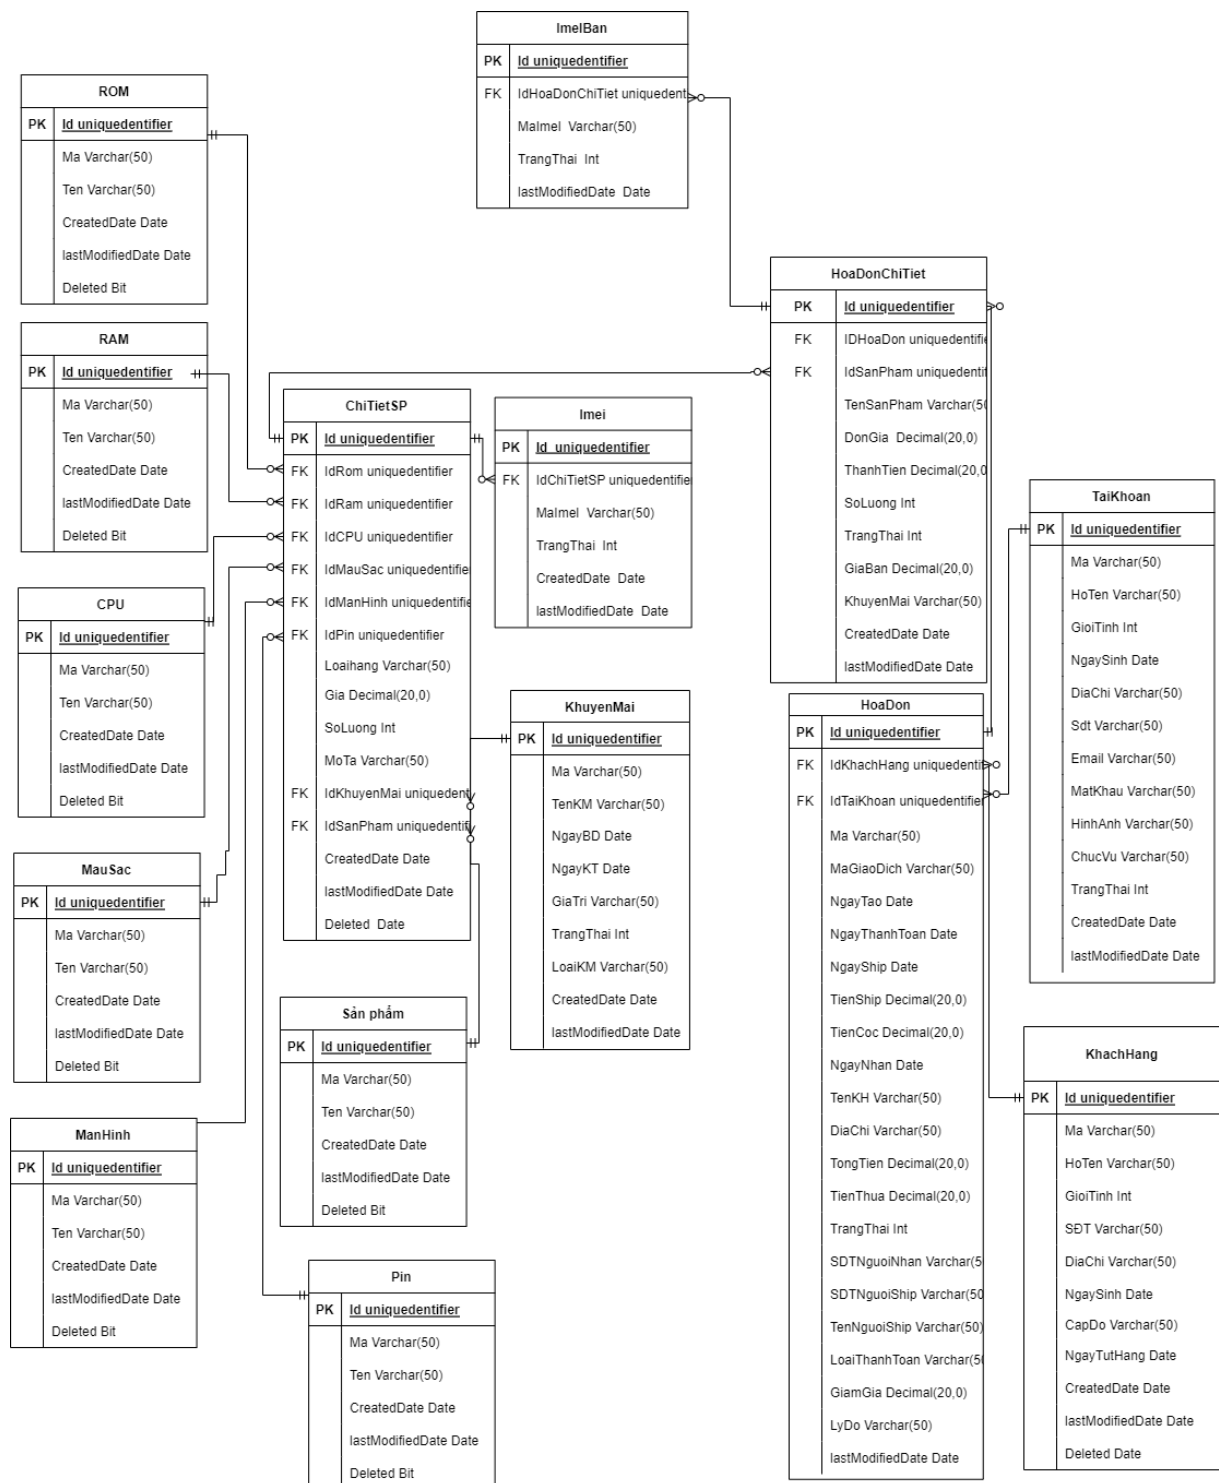 ImelBan
PK Id uniquedentifier
FK IdHoaDonChiTiet uniquedent
MaImel Varchar(50)
TrangThai Int
lastModifiedDate Date
ROM
PK Id uniquedentifier
Ma Varchar(50)
Ten Varchar(50)
CreatedDate Date
lastModifiedDate Date
Deleted Bit
RAM
PK Id uniquedentifier
Ma Varchar(50)
Ten Varchar(50)
CreatedDate Date
lastModifiedDate Date
Deleted Bit
CPU
PK Id uniquedentifier
Ma Varchar(50)
Ten Varchar(50)
CreatedDate Date
lastModifiedDate Date
Deleted Bit
MauSac
PK Id uniquedentifier
Ma Varchar(50)
Ten Varchar(50)
CreatedDate Date
lastModifiedDate Date
Deleted Bit
ManHinh
PK Id uniquedentifier
Ma Varchar(50)
Ten Varchar(50)
CreatedDate Date
lastModifiedDate Date
Deleted Bit
ChiTietSP
PK Id uniquedentifier
FK IdRom uniquedentifier
FK IdRam uniquedentifier
FK IdCPU uniquedentifier
FK IdMauSac uniquedentifie
FK IdManHinh uniquedentifie
FK IdPin uniquedentifier
Loaihang Varchar(50)
Gia Decimal(20,0)
SoLuong Int
MoTa Varchar(50)
FK IdKhuyenMai uniquedent
FK IdSanPham uniquedentifi
CreatedDate Date
lastModifiedDate Date
Deleted Date
Sản phẩm
PK Id uniquedentifier
Ma Varchar(50)
Ten Varchar(50)
CreatedDate Date
lastModifiedDate Date
Deleted Bit
Pin
PK Id uniquedentifier
Ma Varchar(50)
Ten Varchar(50)
CreatedDate Date
lastModifiedDate Date
Deleted Bit
Imei
PK Id uniquedentifier
FK IdChiTietSP uniquedentifie
MaImel Varchar(50)
TrangThai Int
CreatedDate Date
lastModifiedDate Date
KhuyenMai
PK Id uniquedentifier
Ma Varchar(50)
TenKM Varchar(50)
NgayBD Date
NgayKT Date
GiaTri Varchar(50)
TrangThai Int
LoaiKM Varchar(50)
CreatedDate Date
lastModifiedDate Date
HoaDonChiTiet
PK Id uniquedentifier
FK IDHoaDon uniquedentifie
FK IdSanPham uniquedentif
TenSanPham Varchar(50
DonGia Decimal(20,0)
ThanhTien Decimal(20,0
SoLuong Int
TrangThai Int
GiaBan Decimal(20,0)
KhuyenMai Varchar(50)
CreatedDate Date
lastModifiedDate Date
HoaDon
PK Id uniquedentifier
FK IdKhachHang uniquedentifi
FK IdTaiKhoan uniquedentifier
Ma Varchar(50)
MaGiaoDich Varchar(50)
NgayTao Date
NgayThanhToan Date
NgayShip Date
TienShip Decimal(20,0)
TienCoc Decimal(20,0)
NgayNhan Date
TenKH Varchar(50)
DiaChi Varchar(50)
TongTien Decimal(20,0)
TienThua Decimal(20,0)
TrangThai Int
SDTNguoiNhan Varchar(5
SDTNguoiShip Varchar(50
TenNguoiShip Varchar(50)
LoaiThanhToan Varchar(50
GiamGia Decimal(20,0)
LyDo Varchar(50)
lastModifiedDate Date
TaiKhoan
PK Id uniquedentifier
Ma Varchar(50)
HoTen Varchar(50)
GioiTinh Int
NgaySinh Date
DiaChi Varchar(50)
Sdt Varchar(50)
Email Varchar(50)
MatKhau Varchar(50)
HinhAnh Varchar(50)
ChucVu Varchar(50)
TrangThai Int
CreatedDate Date
lastModifiedDate Date
KhachHang
PK Id uniquedentifier
Ma Varchar(50)
HoTen Varchar(50)
GioiTinh Int
SĐT Varchar(50)
DiaChi Varchar(50)
NgaySinh Date
CapDo Varchar(50)
NgayTutHang Date
CreatedDate Date
lastModifiedDate Date
Deleted Date